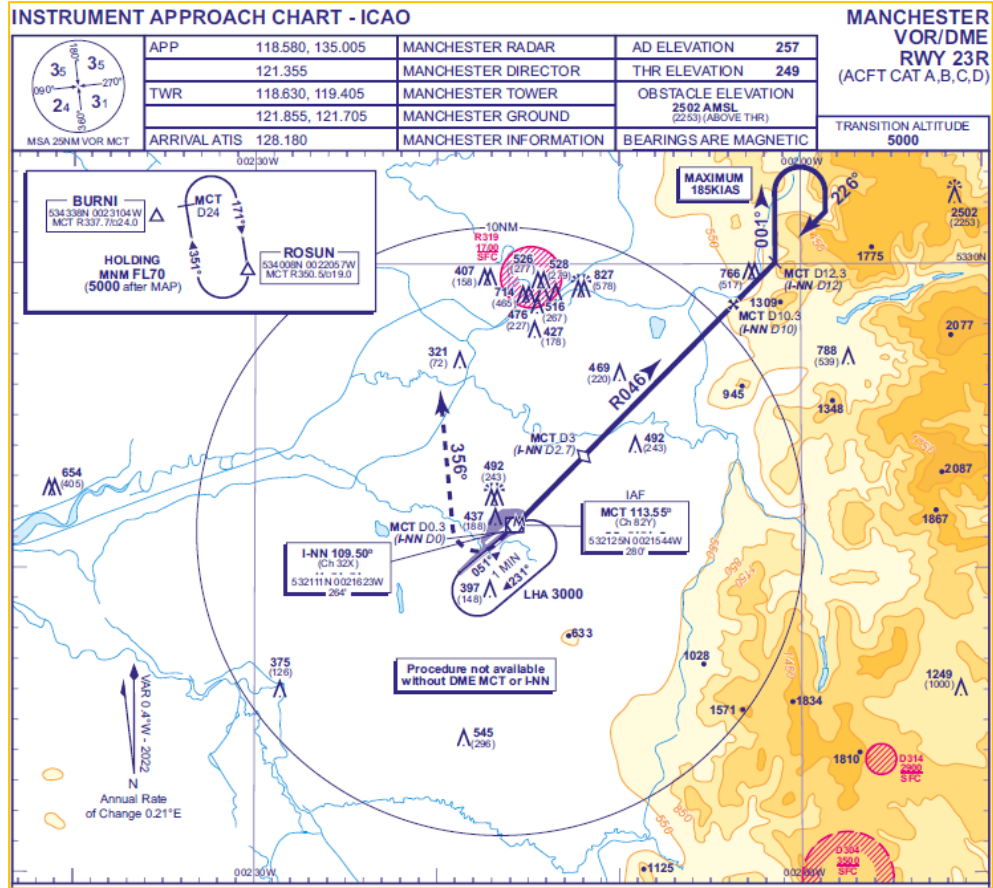 INSTRUMENT APPROACH CHART - ICAO
MANCHESTER
VOR/DME
RWY 23R
(ACFT CAT A,B,C,D)
180°
35 35
090° 270°
24 31
360°
MSA 25NM VOR MCT
APP 118.580, 135.005 MANCHESTER RADAR
121.355 MANCHESTER DIRECTOR
TWR 118.630, 119.405 MANCHESTER TOWER
121.855, 121.705 MANCHESTER GROUND
ARRIVAL ATIS 128.180 MANCHESTER INFORMATION
AD ELEVATION 257
THR ELEVATION 249
OBSTACLE ELEVATION
2502 AMSL
(2253) (ABOVE THR)
BEARINGS ARE MAGNETIC
TRANSITION ALTITUDE
5000
002 30W
002 00W
BURNI
534338N 0023104W
MCT R337.7/D24.0
MCT
D24
171°
351°
HOLDING
MNM FL70
(5000 after MAP)
ROSUN
534008N 0022057W
MCT R350.5/D19.0
MAXIMUM
185KIAS
001°
226°
2502
(2253)
550
450
1775
5330N
10NM
R319
1700
SFC
526
(277)
528
(279)
827
(578)
407
(158)
714
(465)
516
(267)
476
(227)
427
(178)
766
(517)
MCT D12.3
(I-NN D12)
1309
MCT D10.3
(I-NN D10)
2077
321
(72)
469
(220)
R046
788
(539)
945
1348
1250
356°
MCT D3
(I-NN D2.7)
492
(243)
2087
654
(405)
492
(243)
1867
437
(188)
MCT D0.3
(I-NN D0)
IAF
MCT 113.55°
(Ch 82Y)
532125N 0021544W
280'
I-NN 109.50°
(Ch 32X)
532111N 0021623W
264'
051°
1 MIN
231°
397
(148)
LHA 3000
550
850
1150
633
1028
1450
Procedure not available
without DME MCT or I-NN
375
(126)
1249
(1000)
1571
1834
VAR 0.4°W - 2022
545
(296)
1810
D314
2900
SFC
N
Annual Rate
of Change 0.21°E
550
850
D304
3500
SFC
1125
002 30W
002 00W